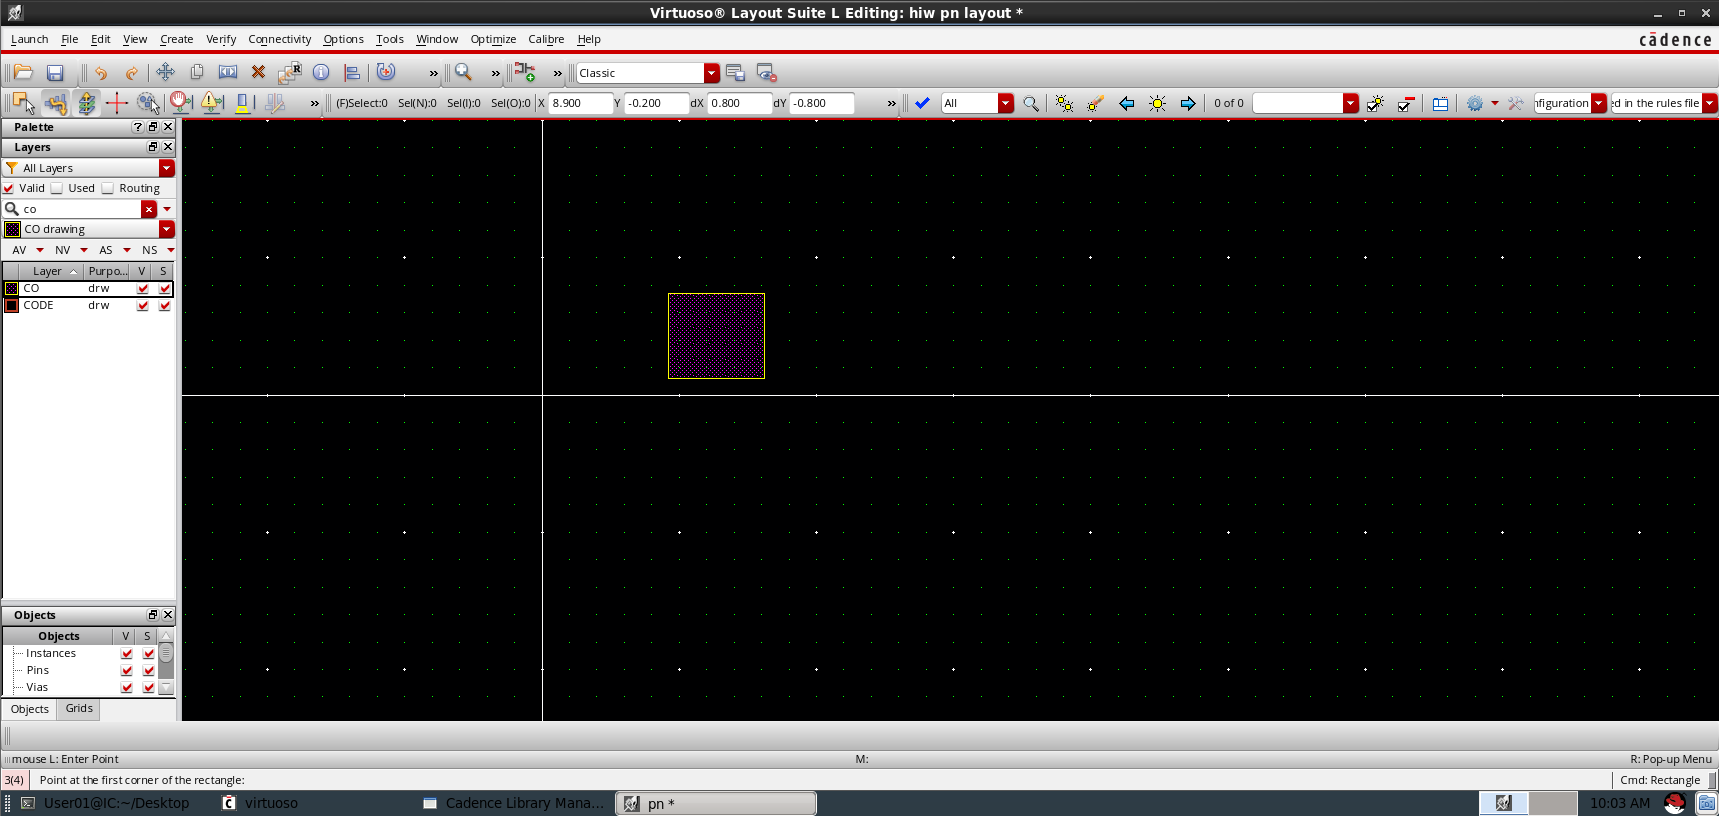 Virtuoso® Layout Suite L Editing: hiw pn layout *
Launch File Edit View Create Verify Connectivity Options Tools Window Optimize Calibre Help
cādence
Classic
(F)Select:0 Sel(N):0 Sel(I):0 Sel(O):0 X 8.900 Y -0.200 dX 0.800 dY -0.800
All
0 of 0
nfiguration
d in the rules file
Palette
Layers
All Layers
Valid Used Routing
co
CO drawing
AV NV AS NS
Layer Purpo... V S
CO drw
CODE drw
Objects
Objects V S
Instances
Pins
Vias
Objects Grids
mouse L: Enter Point M: R: Pop-up Menu
3(4) Point at the first corner of the rectangle: Cmd: Rectangle
User01@IC:~/Desktop virtuoso Cadence Library Mana... pn * 10:03 AM